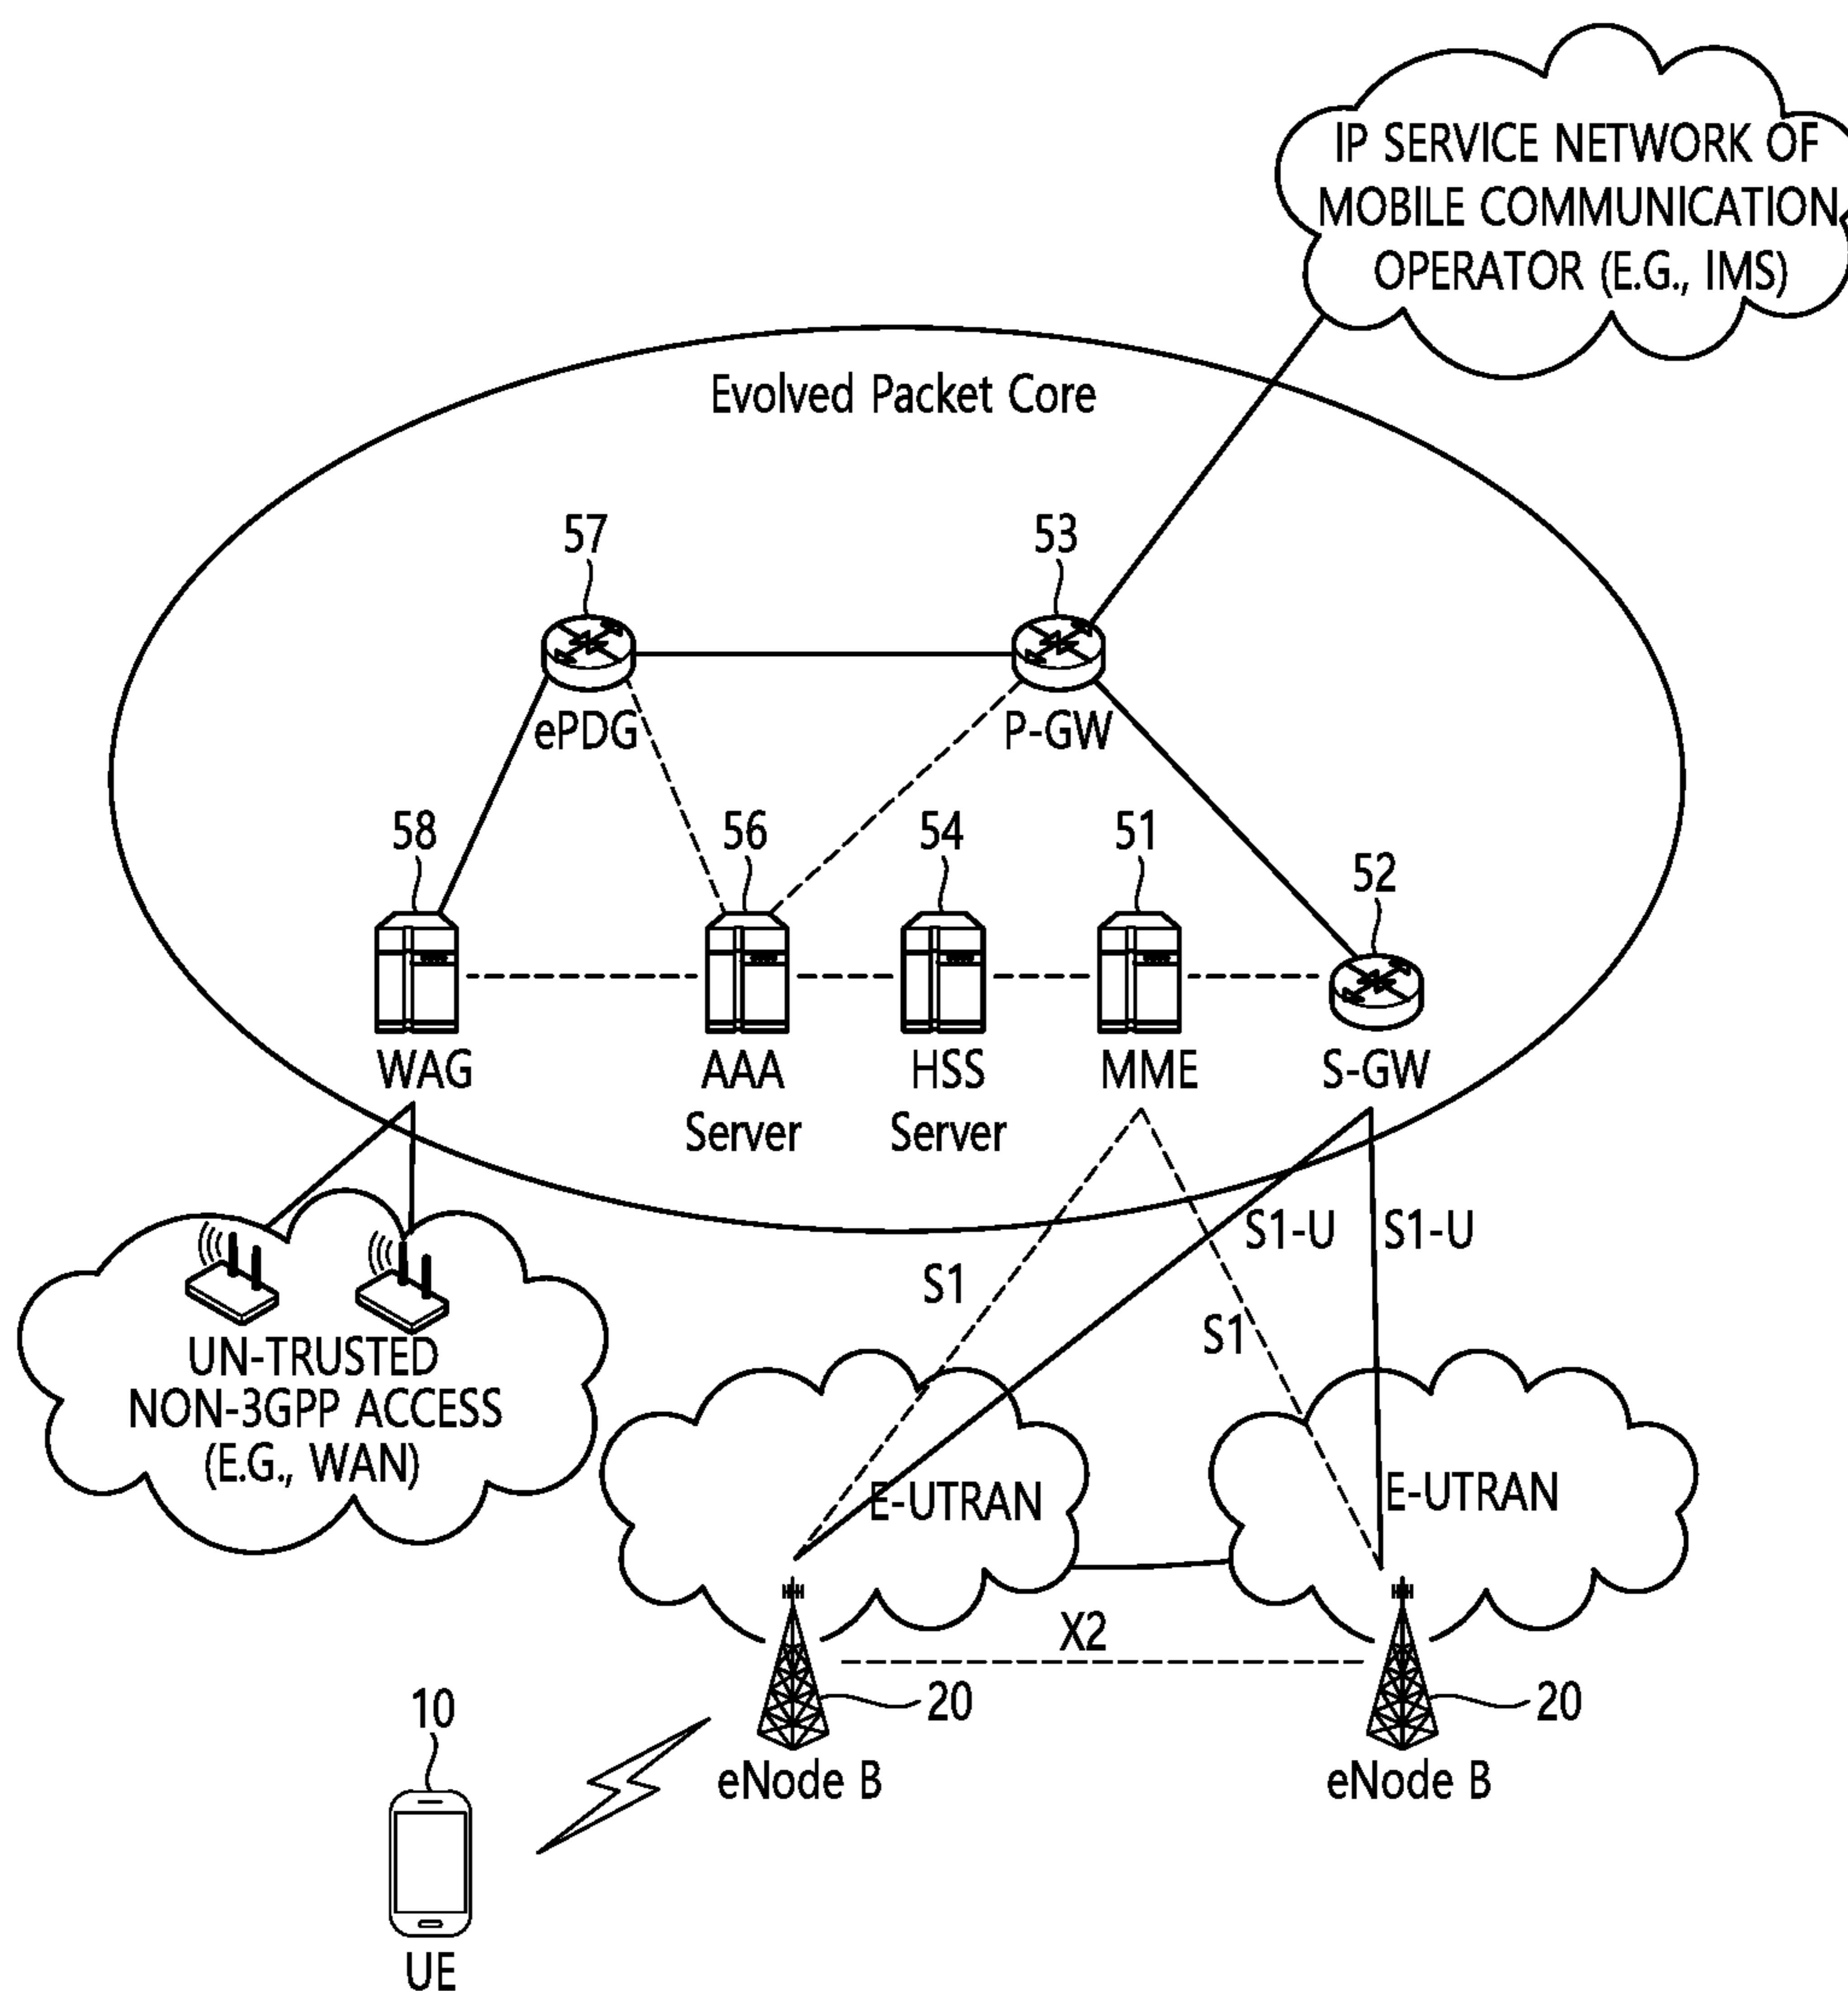 IP SERVICE NETWORK OF
MOBILE COMMUNICATION
OPERATOR (E.G., IMS)
Evolved Packet Core
57
53
ePDG
P-GW
58
56
54
51
52
WAG
AAA
Server
HSS
Server
MME
S-GW
S1-U
S1-U
S1
S1
UN-TRUSTED
NON-3GPP ACCESS
(E.G., WAN)
E-UTRAN
E-UTRAN
X2
20
20
eNode B
eNode B
10
UE